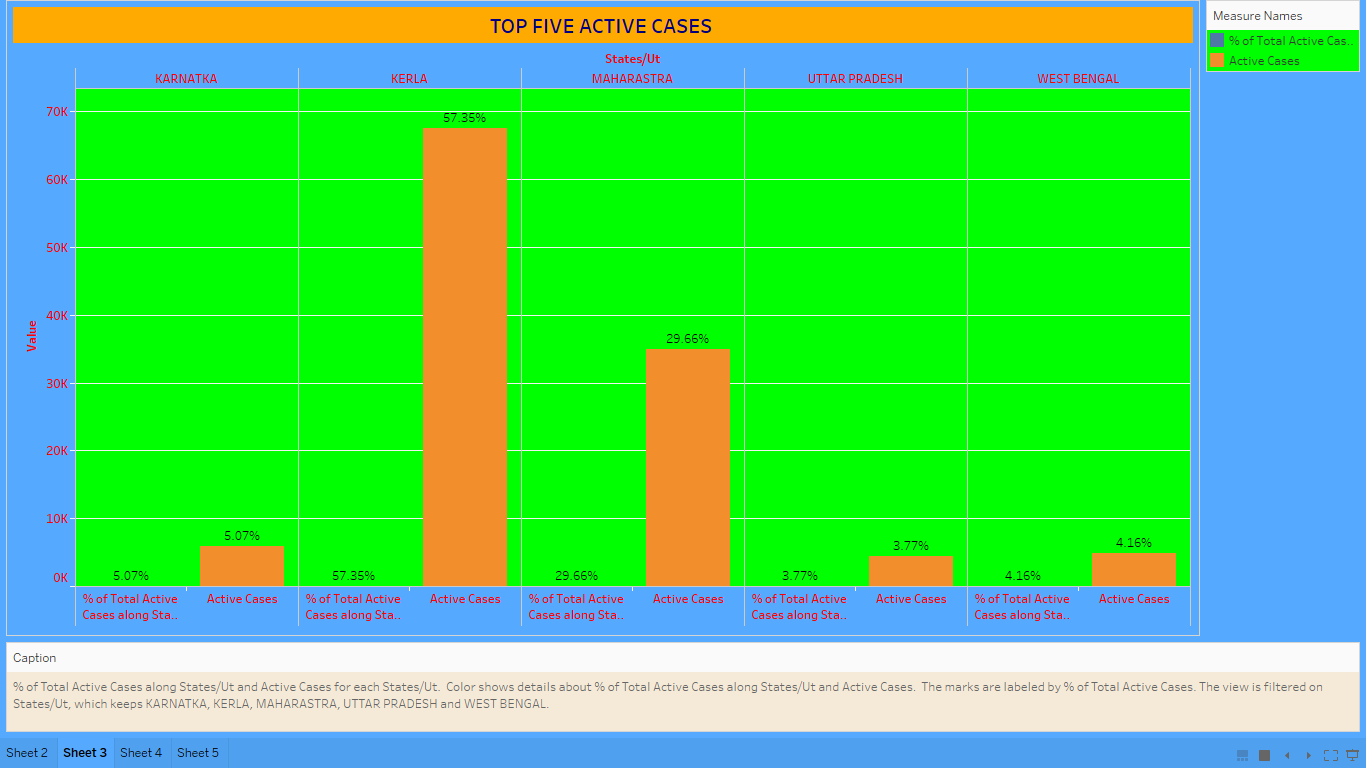 TOP FIVE ACTIVE CASES
Measure Names
% of Total Active Cas..
Active Cases
States/Ut
KARNATKA KERLA MAHARASTRA UTTAR PRADESH WEST BENGAL
70K
60K
50K
40K
30K
20K
10K
0K
Value
57.35%
29.66%
5.07%
3.77%
4.16%
5.07% 57.35% 29.66% 3.77% 4.16%
% of Total Active Active Cases % of Total Active Active Cases % of Total Active Active Cases % of Total Active Active Cases % of Total Active Active Cases
Cases along Sta.. Cases along Sta.. Cases along Sta.. Cases along Sta.. Cases along Sta..
Caption
% of Total Active Cases along States/Ut and Active Cases for each States/Ut. Color shows details about % of Total Active Cases along States/Ut and Active Cases. The marks are labeled by % of Total Active Cases. The view is filtered on
States/Ut, which keeps KARNATKA, KERLA, MAHARASTRA, UTTAR PRADESH and WEST BENGAL.
Sheet 2 Sheet 3 Sheet 4 Sheet 5